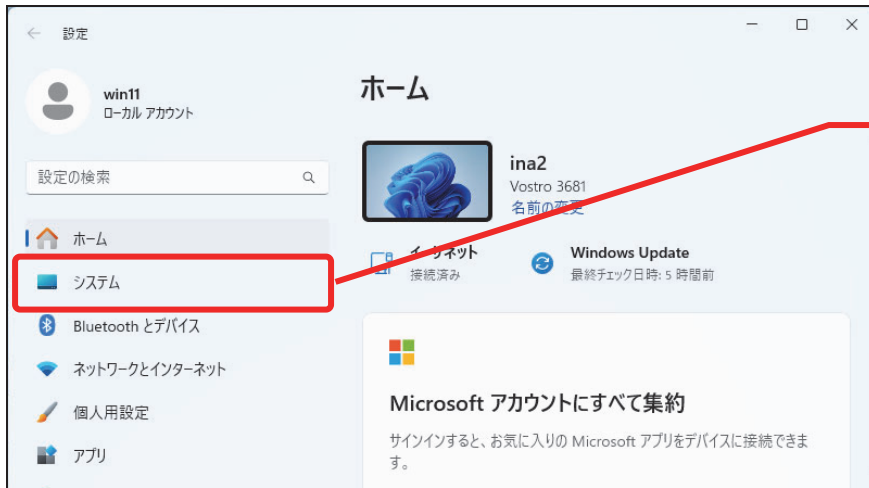 設定
win11
ローカル アカウント
設定の検索
ホーム
システム
Bluetooth とデバイス
ネットワークとインターネット
個人用設定
アプリ
ホーム
ina2
Vostro 3681
名前の変更
イーサネット
接続済み
Windows Update
最終チェック日時: 5 時間前
Microsoft アカウントにすべて集約
サインインすると、お気に入りの Microsoft アプリをデバイスに接続できま
す。